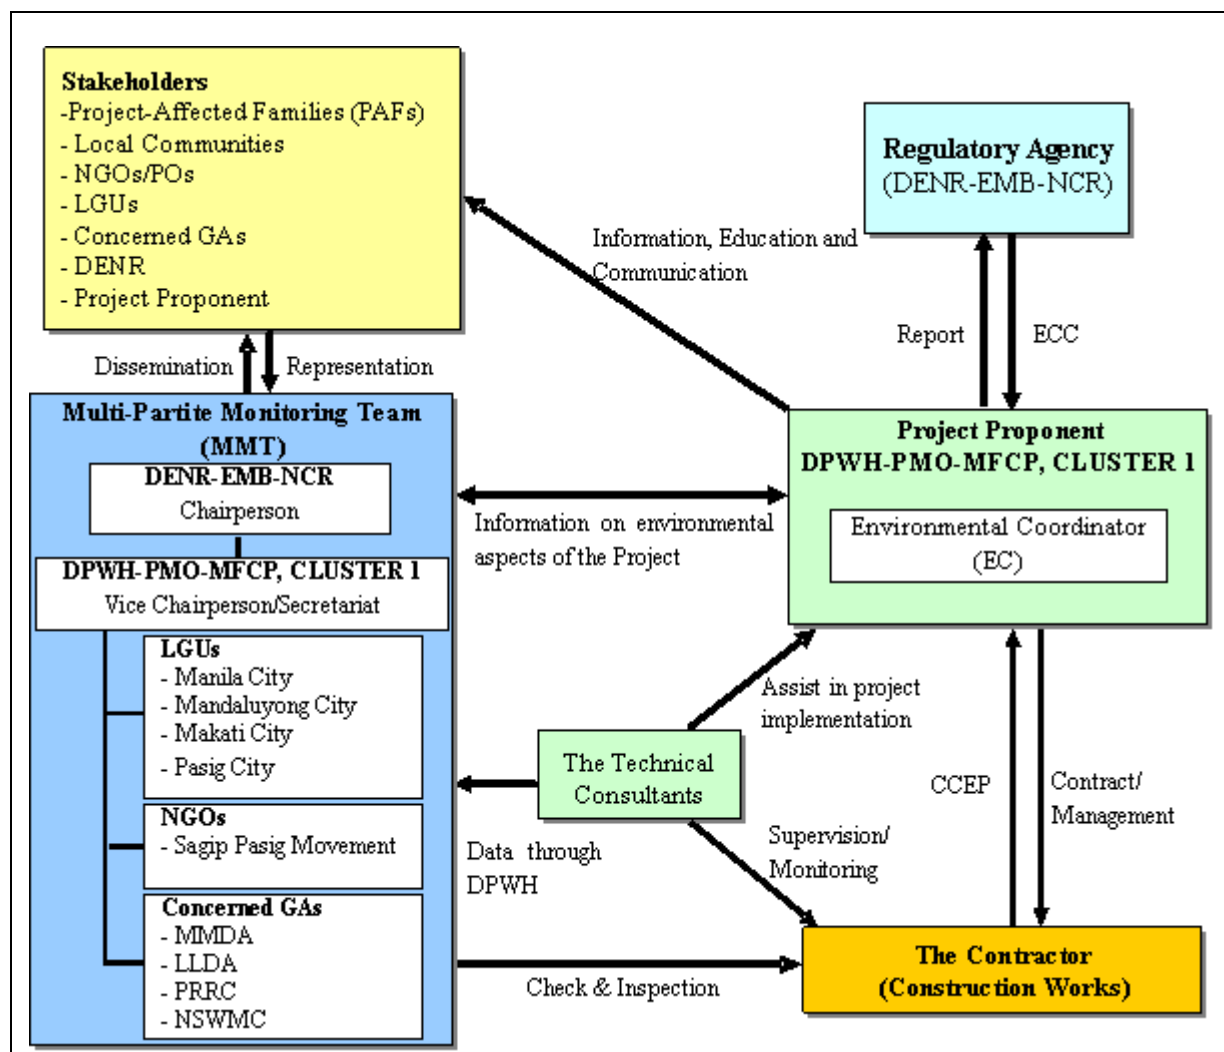 Stakeholders
-Project-Affected Families (PAFs)
- Local Communities
- NGOs/POs
- LGUs
- Concerned GAs
- DENR
- Project Proponent
Regulatory Agency
(DENR-EMB-NCR)
Information, Education and
Communication
Report
ECC
Dissemination
Representation
Multi-Partite Monitoring Team
(MMT)
DENR-EMB-NCR
Chairperson
DPWH-PMO-MFCP, CLUSTER 1
Vice Chairperson/Secretariat
LGUs
- Manila City
- Mandaluyong City
- Makati City
- Pasig City
NGOs
- Sagip Pasig Movement
Concerned GAs
- MMDA
- LLDA
- PRRC
- NSWMC
Information on environmental
aspects of the Project
Project Proponent
DPWH-PMO-MFCP, CLUSTER 1
Environmental Coordinator
(EC)
Assist in project
implementation
The Technical
Consultants
Data through
DPWH
Supervision/
Monitoring
CCEP
Contract/
Management
Check & Inspection
The Contractor
(Construction Works)